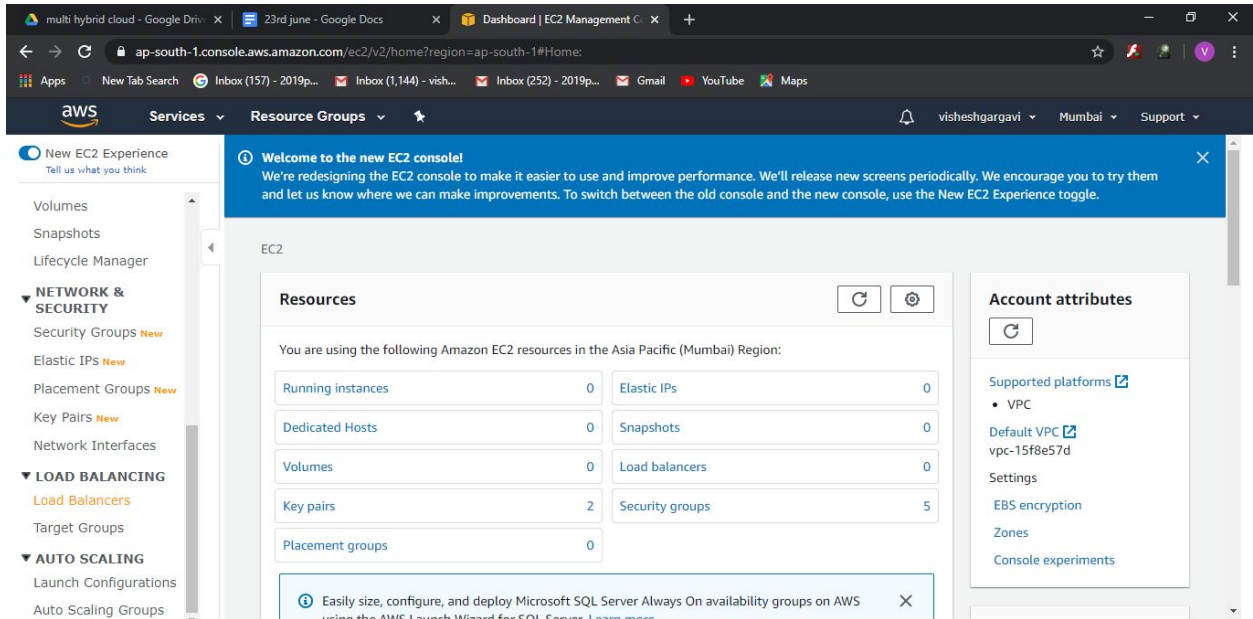 multi hybrid cloud - Google Driv
23rd june - Google Docs
Dashboard | EC2 Management C
ap-south-1.console.aws.amazon.com/ec2/v2/home?region=ap-south-1#Home:
V
Apps
New Tab Search
Inbox (157) - 2019p...
Inbox (1,144) - vish...
Inbox (252) - 2019p...
Gmail
YouTube
Maps
aws
Services
Resource Groups
visheshgargavi
Mumbai
Support
New EC2 Experience
Tell us what you think
Volumes
Snapshots
Lifecycle Manager
NETWORK &
SECURITY
Security Groups New
Elastic IPs New
Placement Groups New
Key Pairs New
Network Interfaces
LOAD BALANCING
Load Balancers
Target Groups
AUTO SCALING
Launch Configurations
Auto Scaling Groups
Welcome to the new EC2 console!
We're redesigning the EC2 console to make it easier to use and improve performance. We'll release new screens periodically. We encourage you to try them
and let us know where we can make improvements. To switch between the old console and the new console, use the New EC2 Experience toggle.
EC2
Resources
You are using the following Amazon EC2 resources in the Asia Pacific (Mumbai) Region:
Running instances 0
Elastic IPs 0
Dedicated Hosts 0
Snapshots 0
Volumes 0
Load balancers 0
Key pairs 2
Security groups 5
Placement groups 0
Easily size, configure, and deploy Microsoft SQL Server Always On availability groups on AWS
using the AWS Launch Wizard for SQL Server. Learn more
Account attributes
Supported platforms
• VPC
Default VPC
vpc-15f8e57d
Settings
EBS encryption
Zones
Console experiments